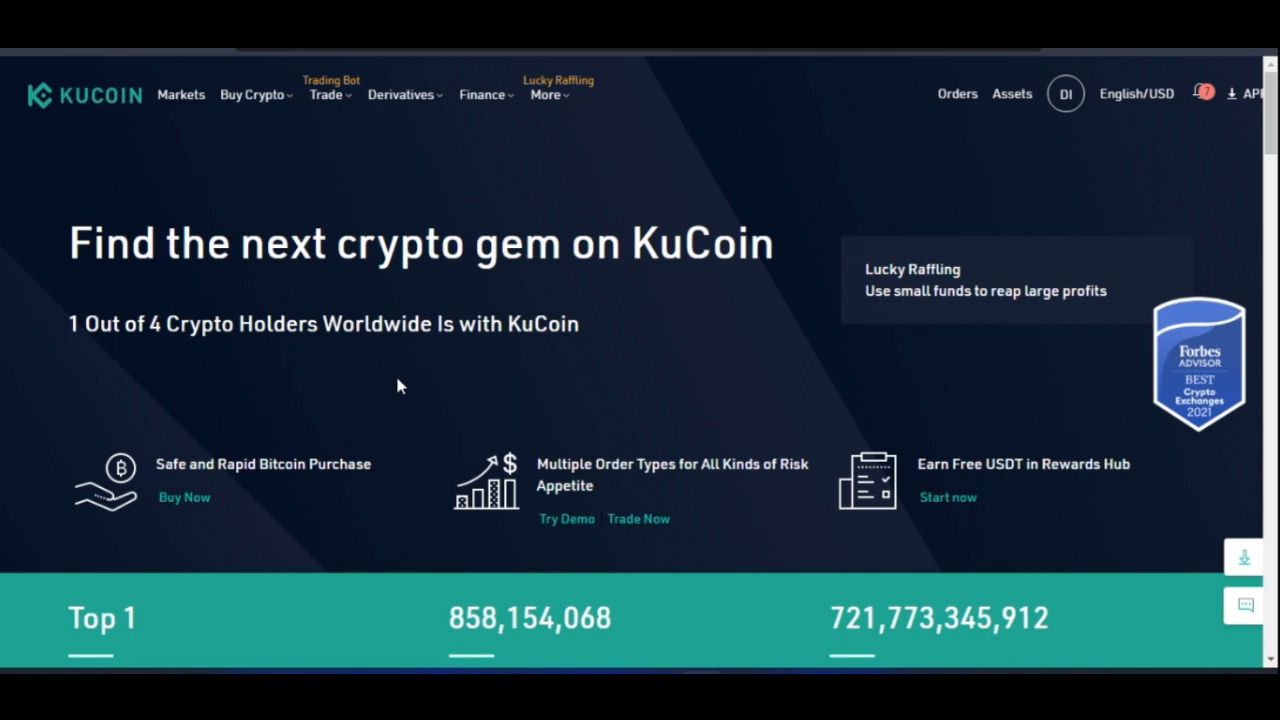 KUCOIN
Markets
Buy Crypto
Trading Bot
Trade
Derivatives
Finance
Lucky Raffling
More
Orders
Assets
DI
English/USD
7
Find the next crypto gem on KuCoin
1 Out of 4 Crypto Holders Worldwide Is with KuCoin
Lucky Raffling
Use small funds to reap large profits
Forbes
ADVISOR
BEST
Crypto
Exchanges
2021
Safe and Rapid Bitcoin Purchase
Buy Now
$
Multiple Order Types for All Kinds of Risk
Appetite
Try Demo Trade Now
Earn Free USDT in Rewards Hub
Start now
Top 1
858,154,068
721,773,345,912